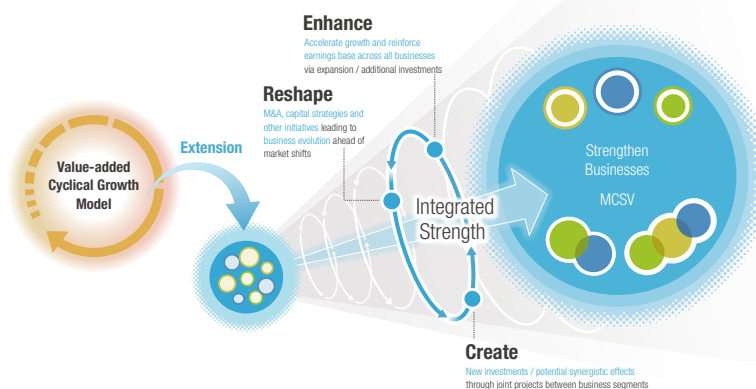 Enhance
Accelerate growth and reinforce
earnings base across all businesses
via expansion / additional investments
Reshape
M&A, capital strategies and
other initiatives leading to
business evolution ahead of
market shifts
Value-added
Cyclical Growth
Model
Extension
Integrated
Strength
Strengthen
Businesses
MCSV
Create
New investments / potential synergistic effects
through joint projects between business segments